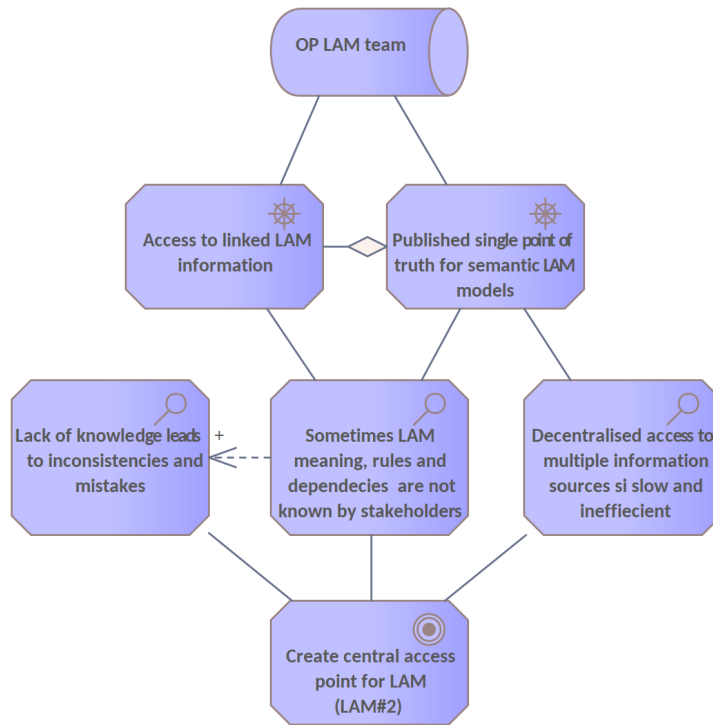 OP LAM team
Access to linked LAM
information
Published single point of
truth for semantic LAM
models
Lack of knowledge leads
to inconsistencies and
mistakes
+
Sometimes LAM
meaning, rules and
dependecies are not
known by stakeholders
Decentralised access to
multiple information
sources si slow and
ineffiecient
Create central access
point for LAM
(LAM#2)